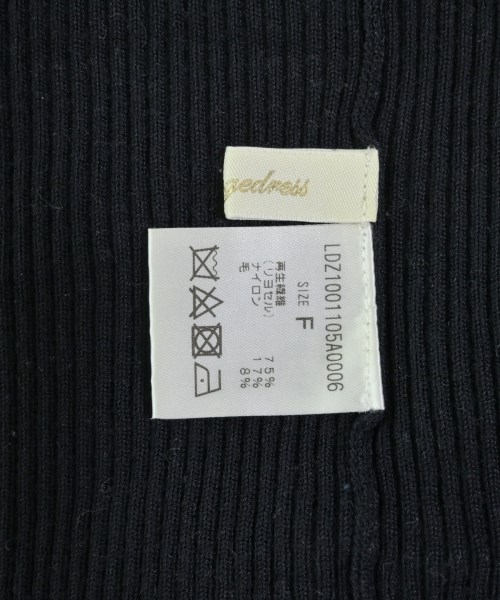 gedress
LDZ1001105A0006
SIZE F
再生繊維
(リヨセル) 75%
ナイロン 17%
毛 8%